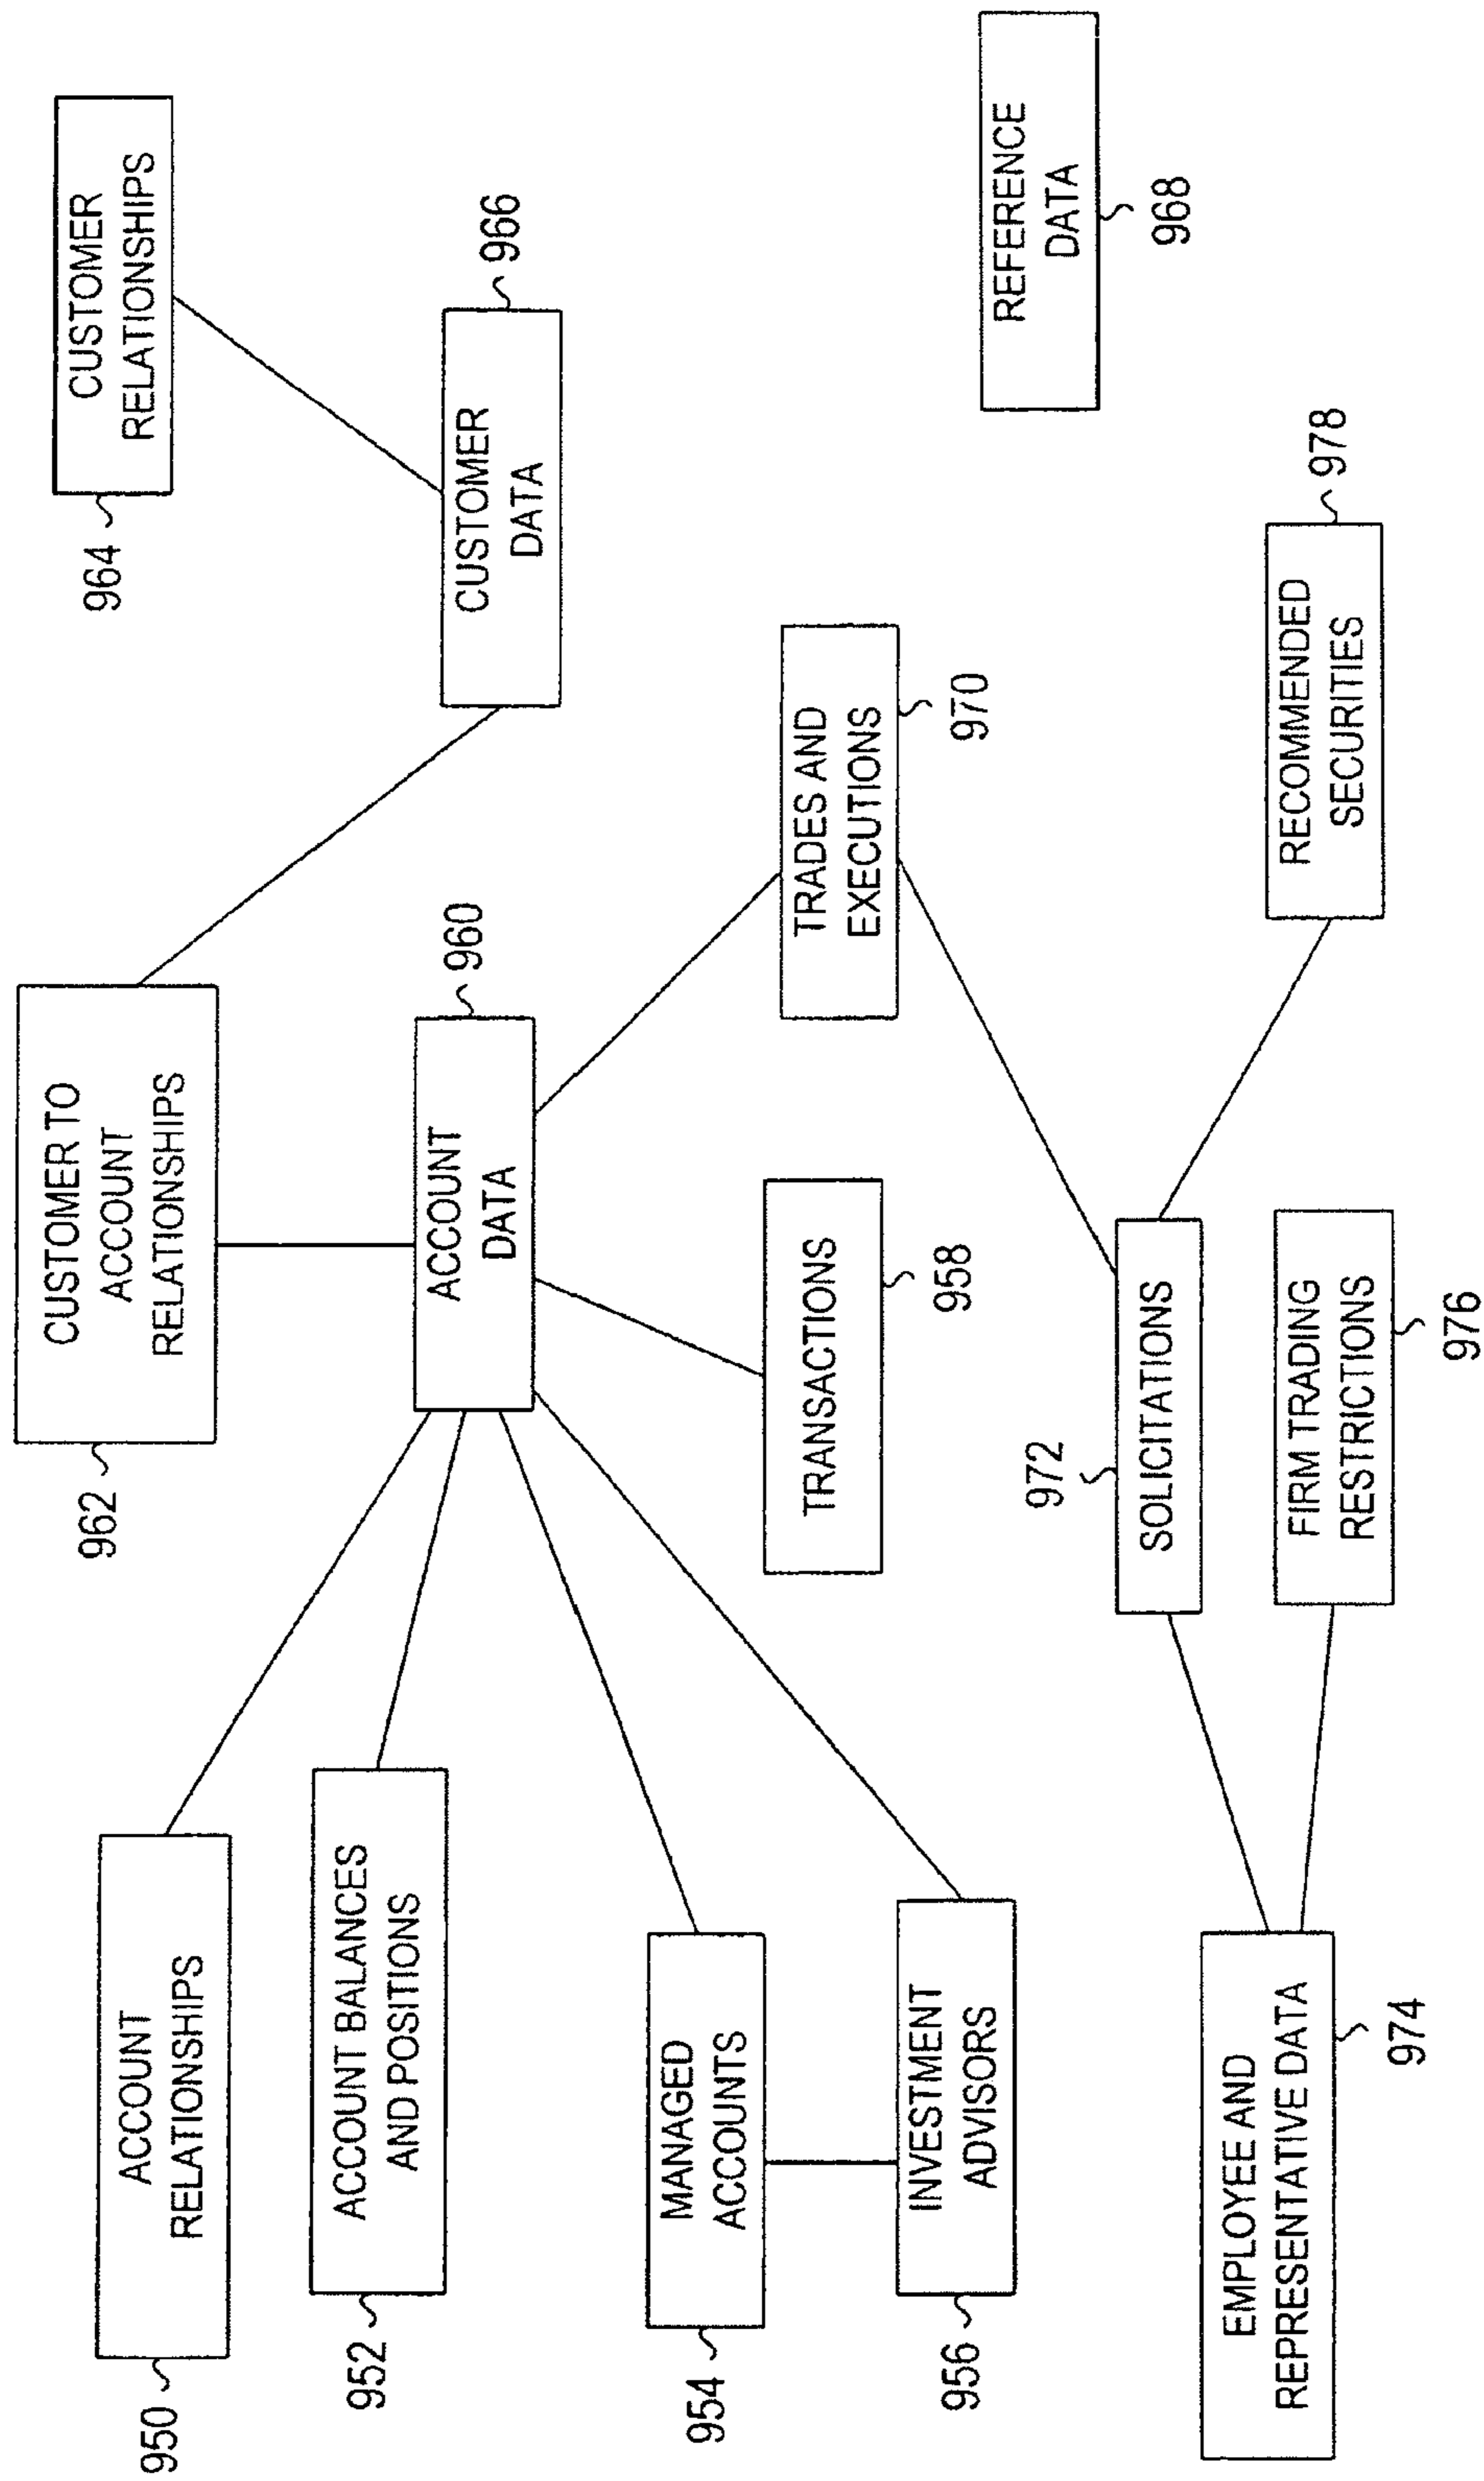 962
CUSTOMER TO
ACCOUNT
RELATIONSHIPS
964
CUSTOMER
RELATIONSHIPS
950
ACCOUNT
RELATIONSHIPS
952
ACCOUNT BALANCES
AND POSITIONS
960
ACCOUNT
DATA
966
CUSTOMER
DATA
954
MANAGED
ACCOUNTS
956
INVESTMENT
ADVISORS
TRANSACTIONS
958
TRADES AND
EXECUTIONS
970
REFERENCE
DATA
968
972
SOLICITATIONS
EMPLOYEE AND
REPRESENTATIVE DATA
974
FIRM TRADING
RESTRICTIONS
976
RECOMMENDED
SECURITIES
978